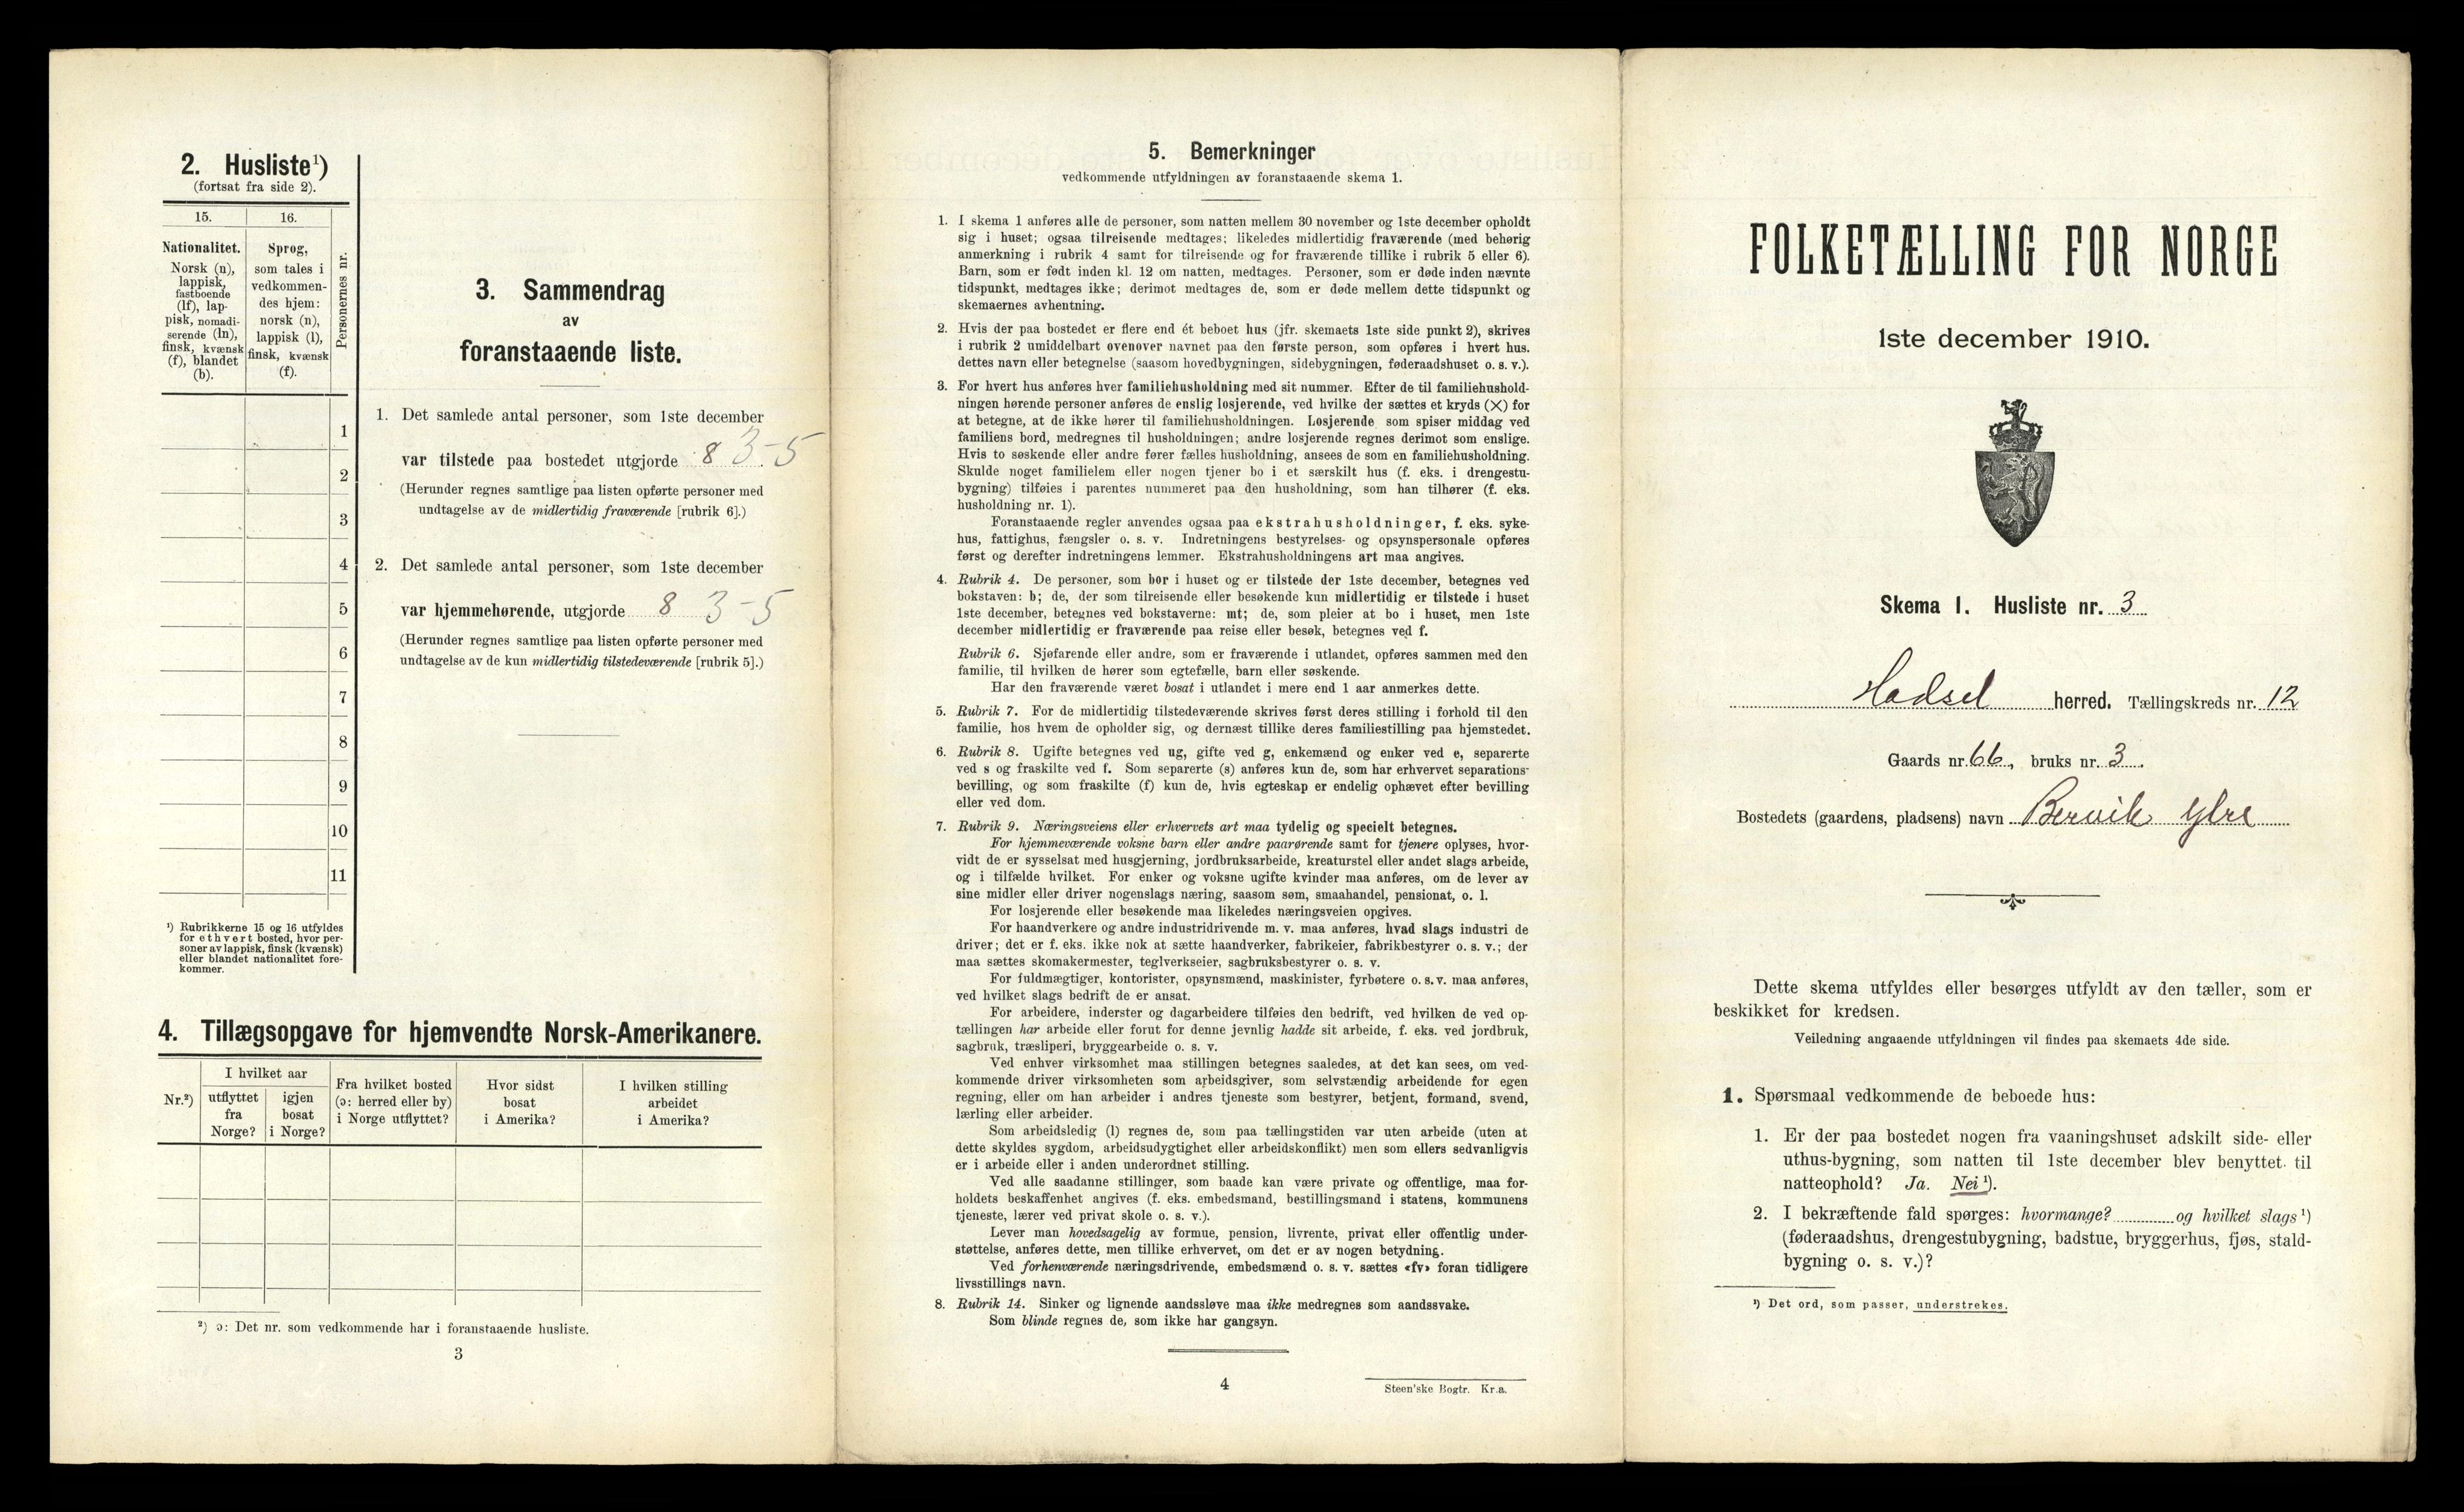 2. Husliste¹)
(fortsat fra side 2).
15.
16.
Personernes nr.
Nationalitet.
Norsk (n),
lappisk,
fastboende
(lf), lap-
pisk, nomadi-
serende (ln),
finsk, kvænsk
(f), blandet
(b).
Sprog,
som tales i
vedkommen-
des hjem:
norsk (n),
lappisk (l),
finsk, kvænsk
(f).
1
2
3
4
5
6
7
8
9
10
11
¹) Rubrikkerne 15 og 16 utfyldes
for ethvert bosted, hvor per-
soner av lappisk, finsk (kvænsk)
eller blandet nationalitet fore-
kommer.
3. Sammendrag
av
foranstaaende liste.
1. Det samlede antal personer, som 1ste december
var tilstede paa bostedet utgjorde 8 3-5
(Herunder regnes samtlige paa listen opførte personer med
undtagelse av de midlertidig fraværende [rubrik 6].)
2. Det samlede antal personer, som 1ste december
var hjemmehørende, utgjorde 8 3-5
(Herunder regnes samtlige paa listen opførte personer med
undtagelse av de kun midlertidig tilstedeværende [rubrik 5].)
4. Tillægsopgave for hjemvendte Norsk-Amerikanere.
Nr.²)
I hvilket aar
utflyttet
fra
Norge?
igjen
bosat
i Norge?
Fra hvilket bosted
(ɔ: herred eller by)
i Norge utflyttet?
Hvor sidst
bosat
i Amerika?
I hvilken stilling
arbeidet
i Amerika?
²) ɔ: Det nr. som vedkommende har i foranstaaende husliste.
3
5. Bemerkninger
vedkommende utfyldningen av foranstaaende skema 1.
1. I skema 1 anføres alle de personer, som natten mellem 30 november og 1ste december opholdt
sig i huset; ogsaa tilreisende medtages; likeledes midlertidig fraværende (med behørig
anmerkning i rubrik 4 samt for tilreisende og for fraværende tillike i rubrik 5 eller 6).
Barn, som er født inden kl. 12 om natten, medtages. Personer, som er døde inden nævnte
tidspunkt, medtages ikke; derimot medtages de, som er døde mellem dette tidspunkt og
skemaernes avhentning.
2. Hvis der paa bostedet er flere end ét beboet hus (jfr. skemaets 1ste side punkt 2), skrives
i rubrik 2 umiddelbart ovenover navnet paa den første person, som opføres i hvert hus.
dettes navn eller betegnelse (saasom hovedbygningen, sidebygningen, føderaadshuset o. s. v.).
3. For hvert hus anføres hver familiehusholdning med sit nummer. Efter de til familiehushold-
ningen hørende personer anføres de enslig losjerende, ved hvilke der sættes et kryds (×) for
at betegne, at de ikke hører til familiehusholdningen. Losjerende som spiser middag ved
familiens bord, medregnes til husholdningen; andre losjerende regnes derimot som enslige.
Hvis to søskende eller andre fører fælles husholdning, ansees de som en familiehusholdning.
Skulde noget familielem eller nogen tjener bo i et særskilt hus (f. eks. i drengestu-
bygning) tilføies i parentes nummeret paa den husholdning, som han tilhører (f. eks.
husholdning nr. 1).
Foranstaaende regler anvendes ogsaa paa ekstrahusholdninger, f. eks. syke-
hus, fattighus, fængsler o. s. v. Indretningens bestyrelses- og opsynspersonale opføres
først og derefter indretningens lemmer. Ekstrahusholdningens art maa angives.
4. Rubrik 4. De personer, som bor i huset og er tilstede der 1ste december, betegnes ved
bokstaven: b; de, der som tilreisende eller besøkende kun midlertidig er tilstede i huset
1ste december, betegnes ved bokstaverne: mt; de, som pleier at bo i huset, men 1ste
december midlertidig er fraværende paa reise eller besøk, betegnes ved f.
Rubrik 6. Sjøfarende eller andre, som er fraværende i utlandet, opføres sammen med den
familie, til hvilken de hører som egtefælle, barn eller søskende.
Har den fraværende været bosat i utlandet i mere end 1 aar anmerkes dette.
5. Rubrik 7. For de midlertidig tilstedeværende skrives først deres stilling i forhold til den
familie, hos hvem de opholder sig, og dernæst tillike deres familiestilling paa hjemstedet.
6. Rubrik 8. Ugifte betegnes ved ug, gifte ved g, enkemænd og enker ved e, separerte
ved s og fraskilte ved f. Som separerte (s) anføres kun de, som har erhvervet separations-
bevilling, og som fraskilte (f) kun de, hvis egteskap er endelig ophævet efter bevilling
eller ved dom.
7. Rubrik 9. Næringsveiens eller erhvervets art maa tydelig og specielt betegnes.
For hjemmeværende voksne barn eller andre paarørende samt for tjenere oplyses, hvor-
vidt de er sysselsat med husgjerning, jordbruksarbeide, kreaturstel eller andet slags arbeide,
og i tilfælde hvilket. For enker og voksne ugifte kvinder maa anføres, om de lever av
sine midler eller driver nogenslags næring, saasom søm, smaahandel, pensionat, o. l.
For losjerende eller besøkende maa likeledes næringsveien opgives.
For haandverkere og andre industridrivende m. v. maa anføres, hvad slags industri de
driver; det er f. eks. ikke nok at sætte haandverker, fabrikeier, fabrikbestyrer o. s. v.; der
maa sættes skomakermester, teglverkseier, sagbruksbestyrer o. s. v.
For fuldmægtiger, kontorister, opsynsmænd, maskinister, fyrbøtere o. s. v. maa anføres,
ved hvilket slags bedrift de er ansat.
For arbeidere, inderster og dagarbeidere tilføies den bedrift, ved hvilken de ved op-
tællingen har arbeide eller forut for denne jevnlig hadde sit arbeide, f. eks. ved jordbruk,
sagbruk, træsliperi, bryggearbeide o. s. v.
Ved enhver virksomhet maa stillingen betegnes saaledes, at det kan sees, om ved-
kommende driver virksomheten som arbeidsgiver, som selvstændig arbeidende for egen
regning, eller om han arbeider i andres tjeneste som bestyrer, betjent, formand, svend,
lærling eller arbeider.
Som arbeidsledig (l) regnes de, som paa tællingstiden var uten arbeide (uten at
dette skyldes sygdom, arbeidsudygtighet eller arbeidskonflikt) men som ellers sedvanligvis
er i arbeide eller i anden underordnet stilling.
Ved alle saadanne stillinger, som baade kan være private og offentlige, maa for-
holdets beskaffenhet angives (f. eks. embedsmand, bestillingsmand i statens, kommunens
tjeneste, lærer ved privat skole o. s. v.).
Lever man hovedsagelig av formue, pension, livrente, privat eller offentlig under-
støttelse, anføres dette, men tillike erhvervet, om det er av nogen betydning.
Ved forhenværende næringsdrivende, embedsmænd o. s. v. sættes «fv» foran tidligere
livsstillings navn.
8. Rubrik 14. Sinker og lignende aandssløve maa ikke medregnes som aandssvake.
Som blinde regnes de, som ikke har gangsyn.
4
Steen'ske Bogtr. Kr.a.
FOLKETÆLLING FOR NORGE
1ste december 1910.
Skema 1. Husliste nr. 3
Hadsel herred. Tællingskreds nr. 12
Gaards nr. 66, bruks nr. 3.
Bostedets (gaardens, pladsens) navn Bervik Ytre
Dette skema utfyldes eller besørges utfyldt av den tæller, som er
beskikket for kredsen.
Veiledning angaaende utfyldningen vil findes paa skemaets 4de side.
1. Spørsmaal vedkommende de beboede hus:
1. Er der paa bostedet nogen fra vaaningshuset adskilt side- eller
uthus-bygning, som natten til 1ste december blev benyttet til
natteophold? Ja. Nei ¹).
2. I bekræftende fald spørges: hvormange? og hvilket slags ¹)
(føderaadshus, drengestubygning, badstue, bryggerhus, fjøs, stald-
bygning o. s. v.)?
¹) Det ord, som passer, understrekes.